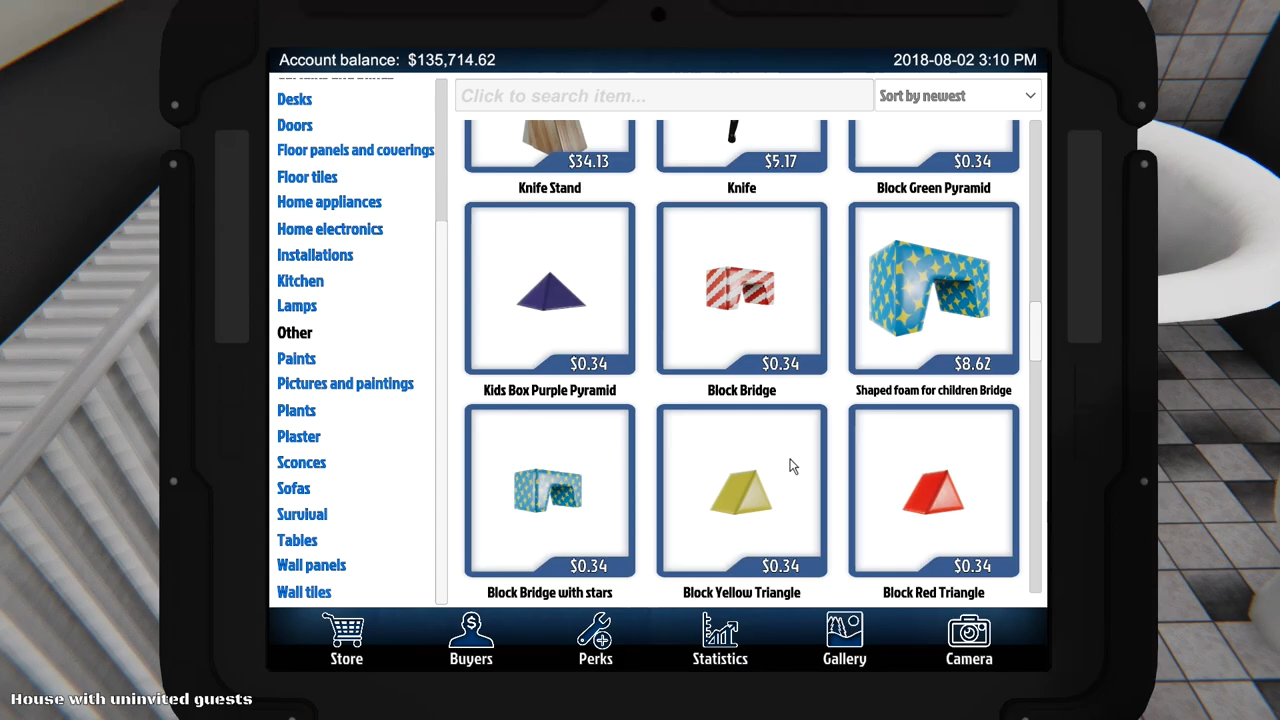 Account balance: $135,714.62
2018-08-02 3:10 PM
Click to search item...
Sort by newest
Desks
Doors
Floor panels and coverings
Floor tiles
Home appliances
Home electronics
Installations
Kitchen
Lamps
Other
Paints
Pictures and paintings
Plants
Plaster
Sconces
Sofas
Survival
Tables
Wall panels
Wall tiles
$34.13
$5.17
$0.34
Knife Stand
Knife
Block Green Pyramid
$0.34
$0.34
$8.62
Kids Box Purple Pyramid
Block Bridge
Shaped foam for children Bridge
$0.34
$0.34
$0.34
Block Bridge with stars
Block Yellow Triangle
Block Red Triangle
Store
Buyers
Perks
Statistics
Gallery
Camera
House with uninvited guests